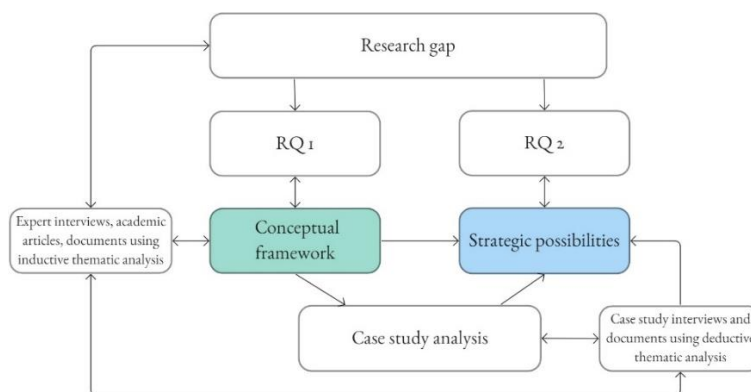 Research gap
RQ 1
RQ 2
Expert interviews, academic
articles, documents using
inductive thematic analysis
Conceptual
framework
Strategic possibilities
Case study analysis
Case study interviews and
documents using deductive
thematic analysis